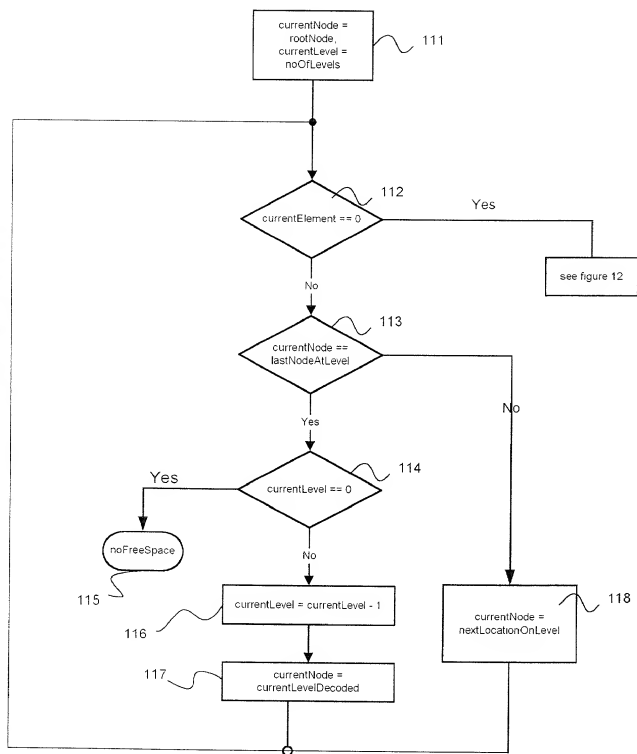 currentNode =
rootNode,
currentLevel =
noOfLevels
111
112
currentElement == 0
Yes
see figure 12
No
113
currentNode ==
lastNodeAtLevel
No
Yes
114
currentLevel == 0
Yes
noFreeSpace
115
No
currentLevel = currentLevel - 1
116
118
currentNode =
nextLocationOnLevel
117
currentNode =
currentLevelDecoded